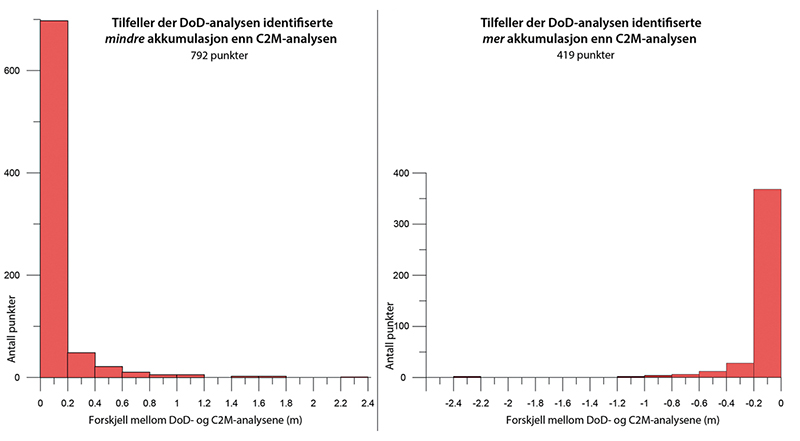 Tilfeller der DoD-analysen identifiserte
mindre akkumulasjon enn C2M-analysen
792 punkter
600
400
200
0
Antall punkter
0 0.2 0.4 0.6 0.8 1 1.2 1.4 1.6 1.8 2 2.2 2.4
Forskjell mellom DoD- og C2M-analysene (m)
Tilfeller der DoD-analysen identifiserte
mer akkumulasjon enn C2M-analysen
419 punkter
400
300
200
100
0
Antall punkter
-2.4 -2.2 -2 -1.8 -1.6 -1.4 -1.2 -1 -0.8 -0.6 -0.4 -0.2 0
Forskjell mellom DoD- og C2M-analysene (m)